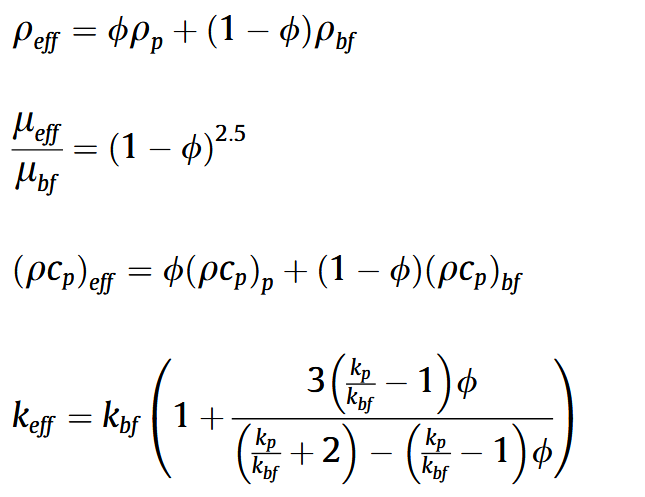 ρ_eff = ϕρ_p + (1 − ϕ)ρ_bf
μ_eff / μ_bf = (1 − ϕ)^2.5
(ρc_p)_eff = ϕ(ρc_p)_p + (1 − ϕ)(ρc_p)_bf
k_eff = k_bf (1 + 3(k_p/k_bf − 1)ϕ / ((k_p/k_bf + 2) − (k_p/k_bf − 1)ϕ))